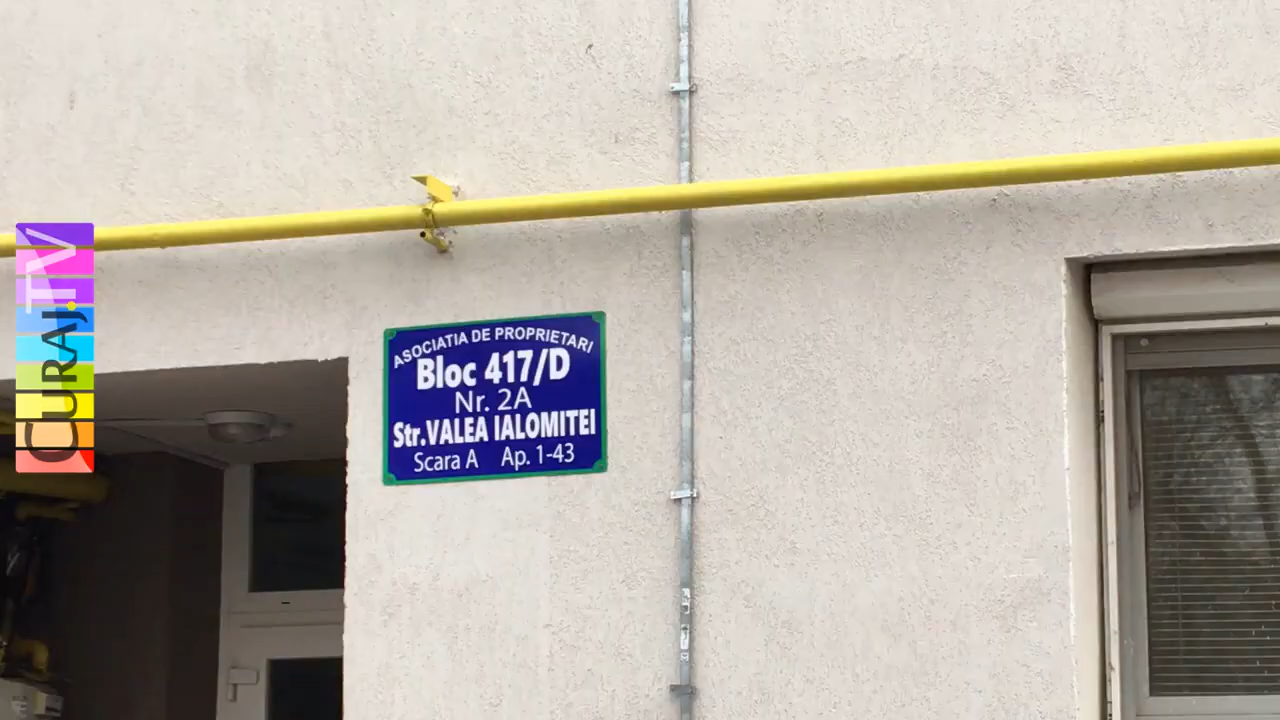 CURAJ.TV
ASOCIATIA DE PROPRIETARI
Bloc 417/D
Nr. 2A
Str.VALEA IALOMITEI
Scara A Ap. 1-43